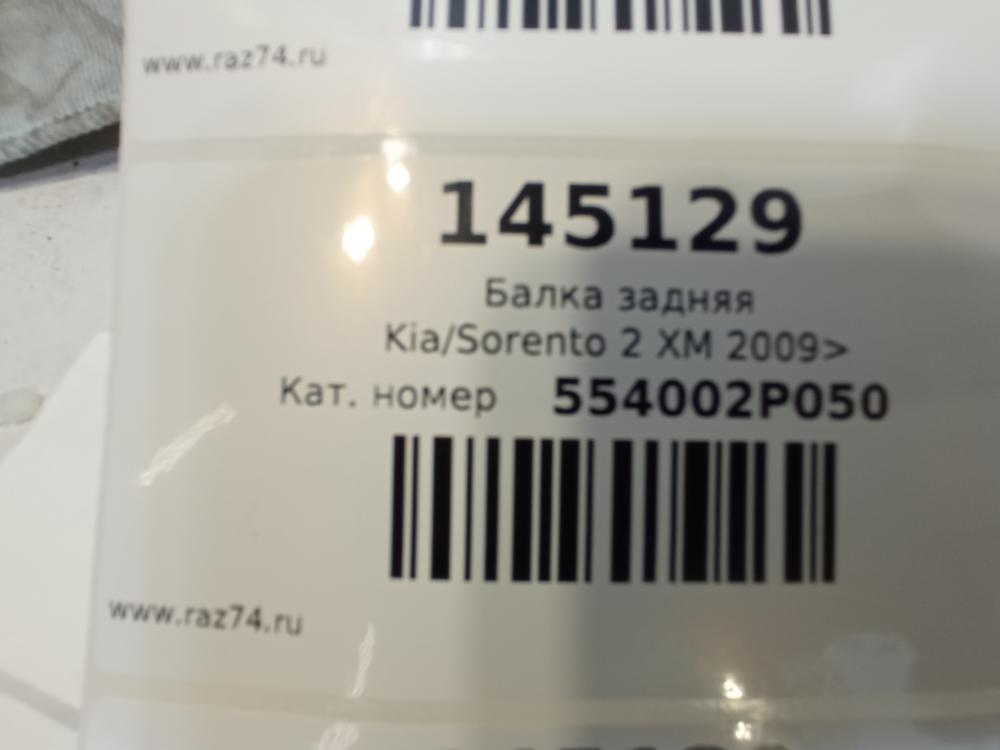 www.raz74.ru
145129
Балка задняя
Kia/Sorento 2 XM 2009>
Кат. номер 554002P050
www.raz74.ru